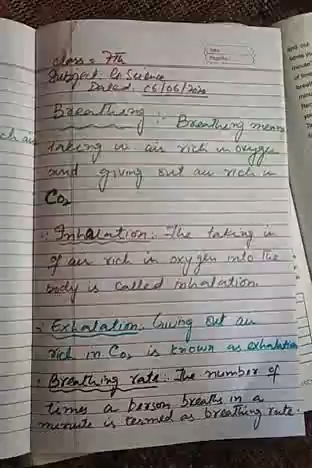 Class = 7th
Subject G. Science
Dated. 06/06/2020
Breathing :- Breathing means
taking in air rich in oxygen
and giving out air rich in
Co2
Inhalation: The taking in
of air rich in oxygen into the
body is called inhalation.
Exhalation. Giving out air
rich in Co2 is known as exhalation
Breathing rate: The number of
times a person breaths in a
minute is termed as breathing rate.